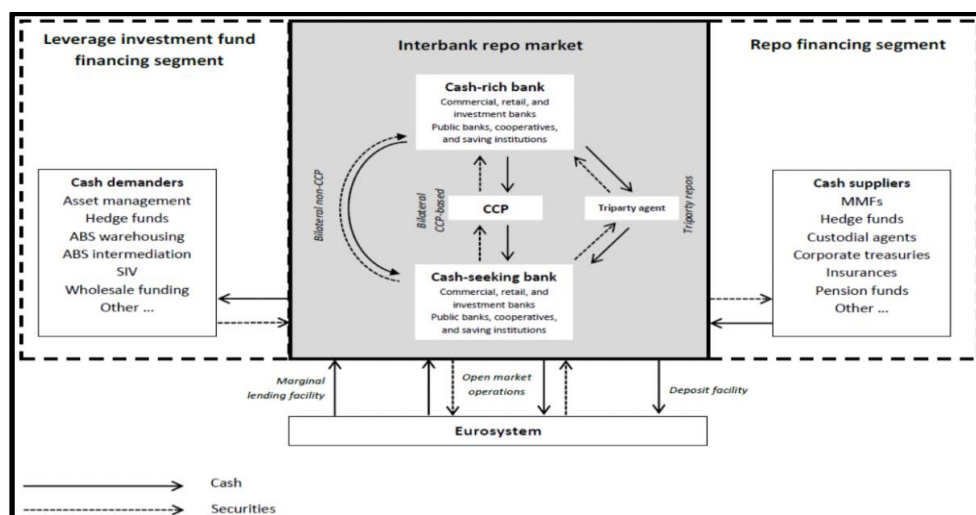 Leverage investment fund
financing segment
Interbank repo market
Repo financing segment
Cash-rich bank
Commercial, retail, and
investment banks
Public banks, cooperatives,
and saving institutions
Cash demanders
Asset management
Hedge funds
ABS warehousing
ABS intermediation
SIV
Wholesale funding
Other ...
Bilateral non-CCP
Bilateral
CCP-based
CCP
Triparty agent
Triparty repos
Cash suppliers
MMFs
Hedge funds
Custodial agents
Corporate treasuries
Insurances
Pension funds
Other ...
Cash-seeking bank
Commercial, retail, and
investment banks
Public banks, cooperatives,
and saving institutions
Marginal
lending facility
Open market
operations
Deposit facility
Eurosystem
Cash
Securities